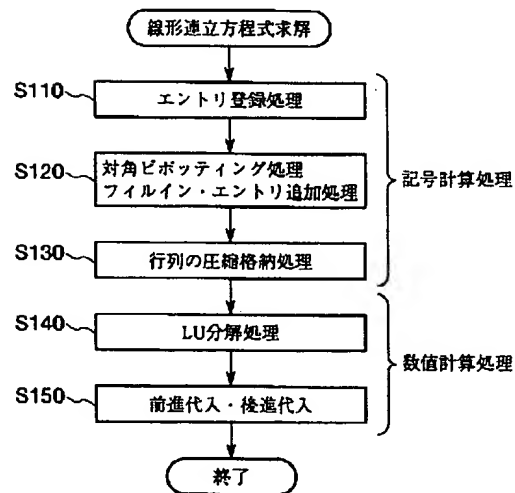 線形連立方程式求解
S110
エントリ登録処理
S120
対角ピボッティング処理
フィルイン・エントリ追加処理
記号計算処理
S130
行列の圧縮格納処理
S140
LU分解処理
数値計算処理
S150
前進代入・後進代入
終了